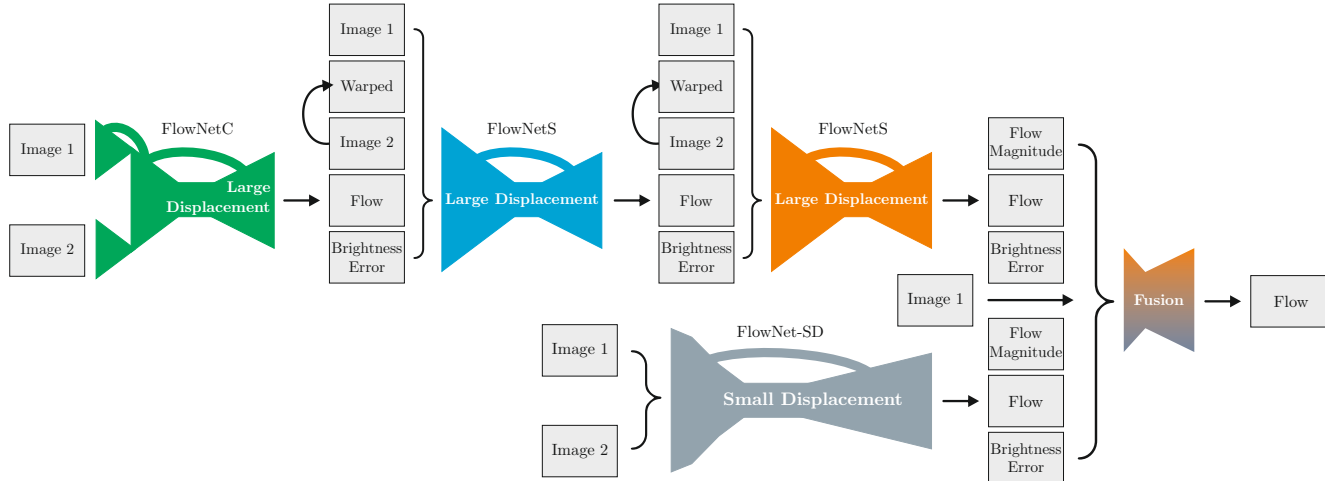 Image 1
Image 2
FlowNetC
Large
Displacement
Image 1
Warped
Image 2
Flow
Brightness
Error
FlowNetS
Large Displacement
Image 1
Warped
Image 2
Flow
Brightness
Error
FlowNetS
Large Displacement
Flow
Magnitude
Flow
Brightness
Error
Image 1
Image 1
Image 2
FlowNet-SD
Small Displacement
Flow
Magnitude
Flow
Brightness
Error
Fusion
Flow